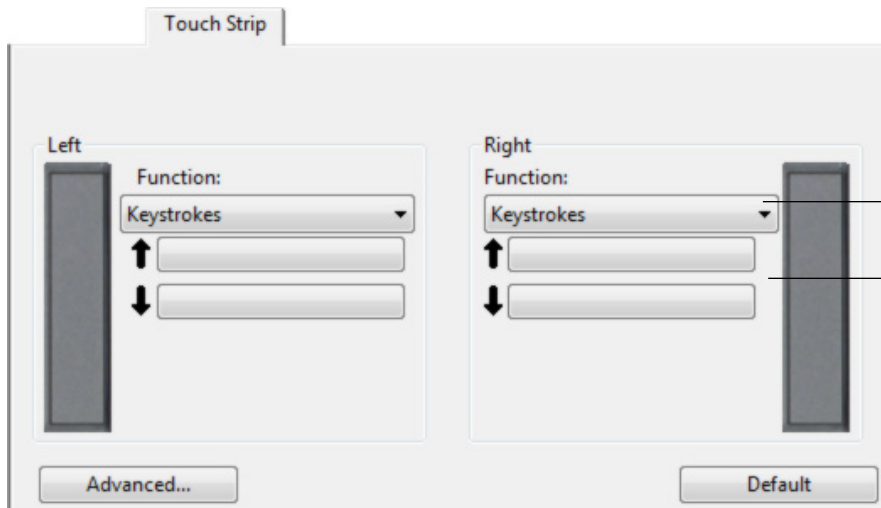 Touch Strip
Left
Function:
Keystrokes
Right
Function:
Keystrokes
Advanced...
Default